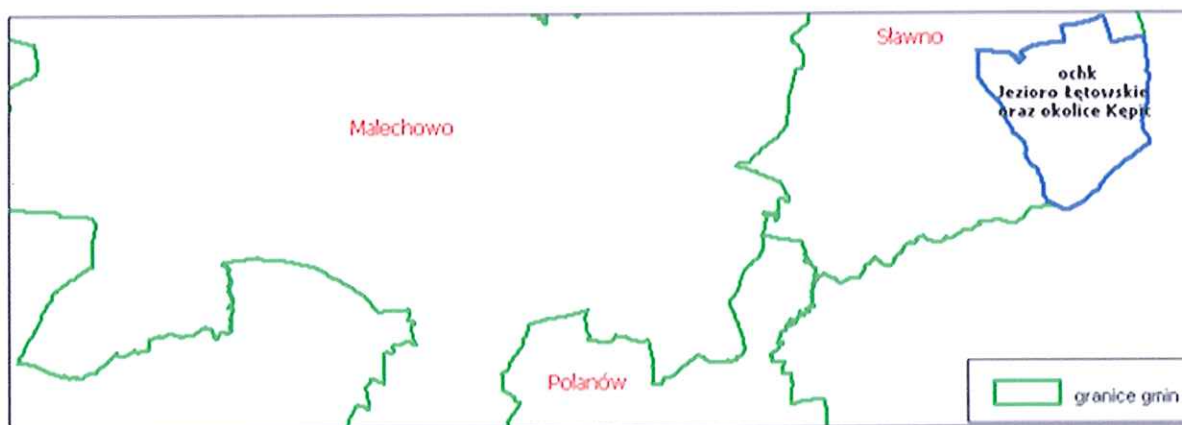 Sławno
ochk
Jezioro Łętowskie
oraz okolice Kępic
Malechowo
Polanów
granice gmin